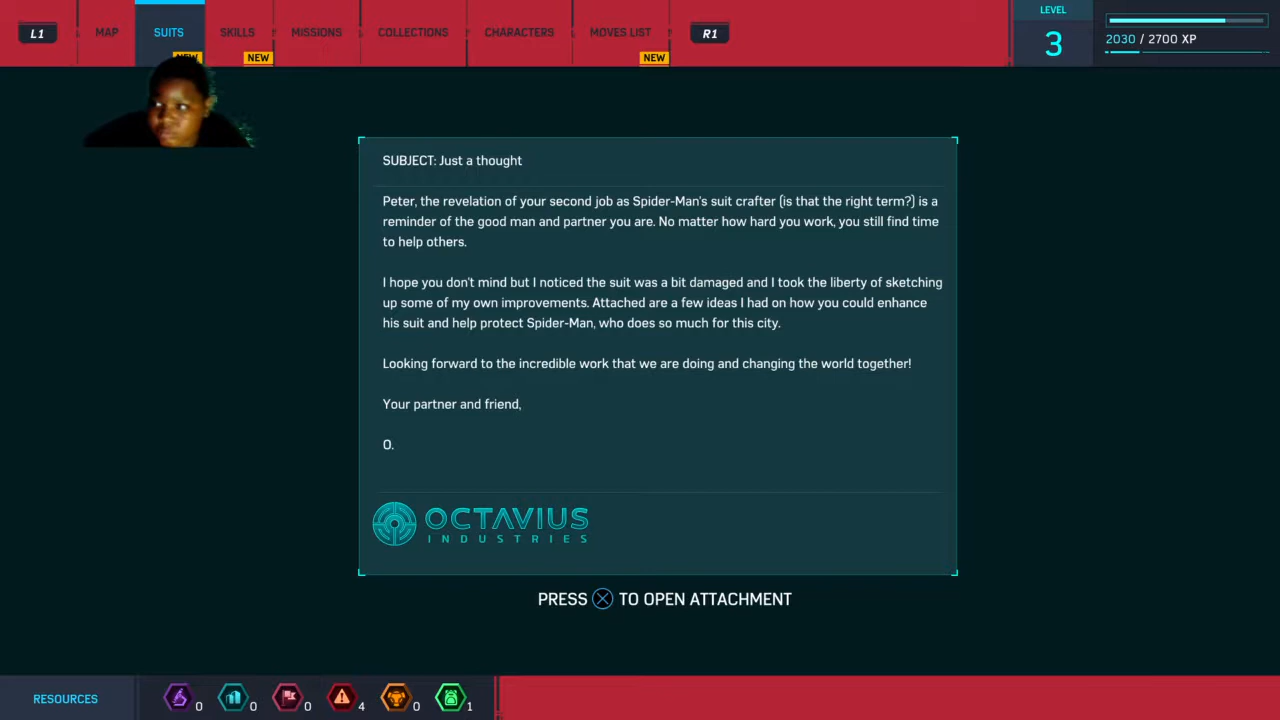 L1
MAP
SUITS
SKILLS
MISSIONS
COLLECTIONS
CHARACTERS
MOVES LIST
R1
LEVEL
3
2030 / 2700 XP
NEW
NEW
NEW
SUBJECT: Just a thought
Peter, the revelation of your second job as Spider-Man's suit crafter (is that the right term?) is a
reminder of the good man and partner you are. No matter how hard you work, you still find time
to help others.
I hope you don't mind but I noticed the suit was a bit damaged and I took the liberty of sketching
up some of my own improvements. Attached are a few ideas I had on how you could enhance
his suit and help protect Spider-Man, who does so much for this city.
Looking forward to the incredible work that we are doing and changing the world together!
Your partner and friend,
O.
OCTAVIUS
INDUSTRIES
PRESS TO OPEN ATTACHMENT
RESOURCES
0
0
0
4
0
1